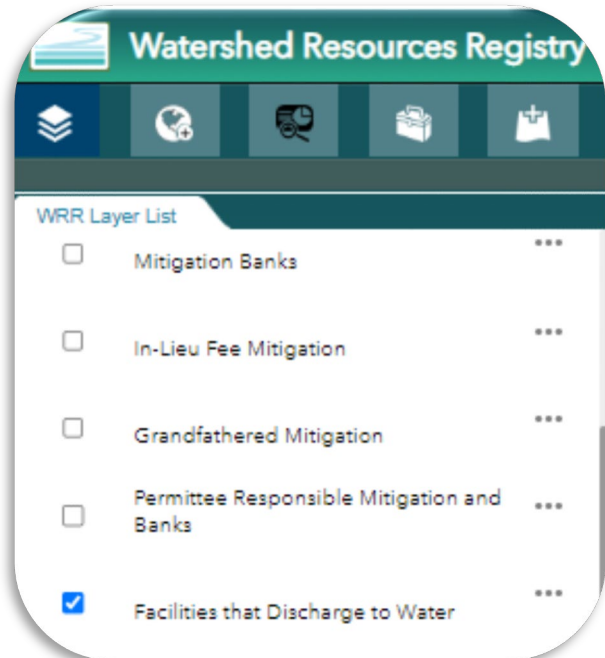 Watershed Resources Registry
WRR Layer List
Mitigation Banks
In-Lieu Fee Mitigation
Grandfathered Mitigation
Permittee Responsible Mitigation and
Banks
Facilities that Discharge to Water